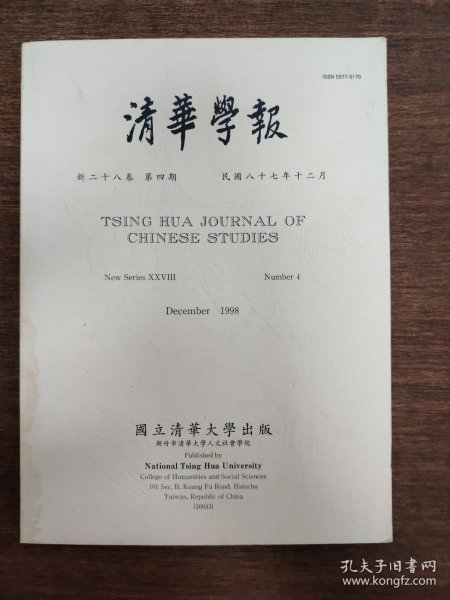 ISSN 0577-9170
清華學報
新二十八卷 第四期 民國八十七年十二月
TSING HUA JOURNAL OF
CHINESE STUDIES
New Series XXVIII Number 4
December 1998
國立清華大學出版
新竹市清華大學人文社會學院
Published by
National Tsing Hua University
College of Humanities and Social Sciences
101 Sec. II, Kuang Fu Road, Hsinchu
Taiwan, Republic of China
(30043)
孔夫子旧书网
www.kongfz.com